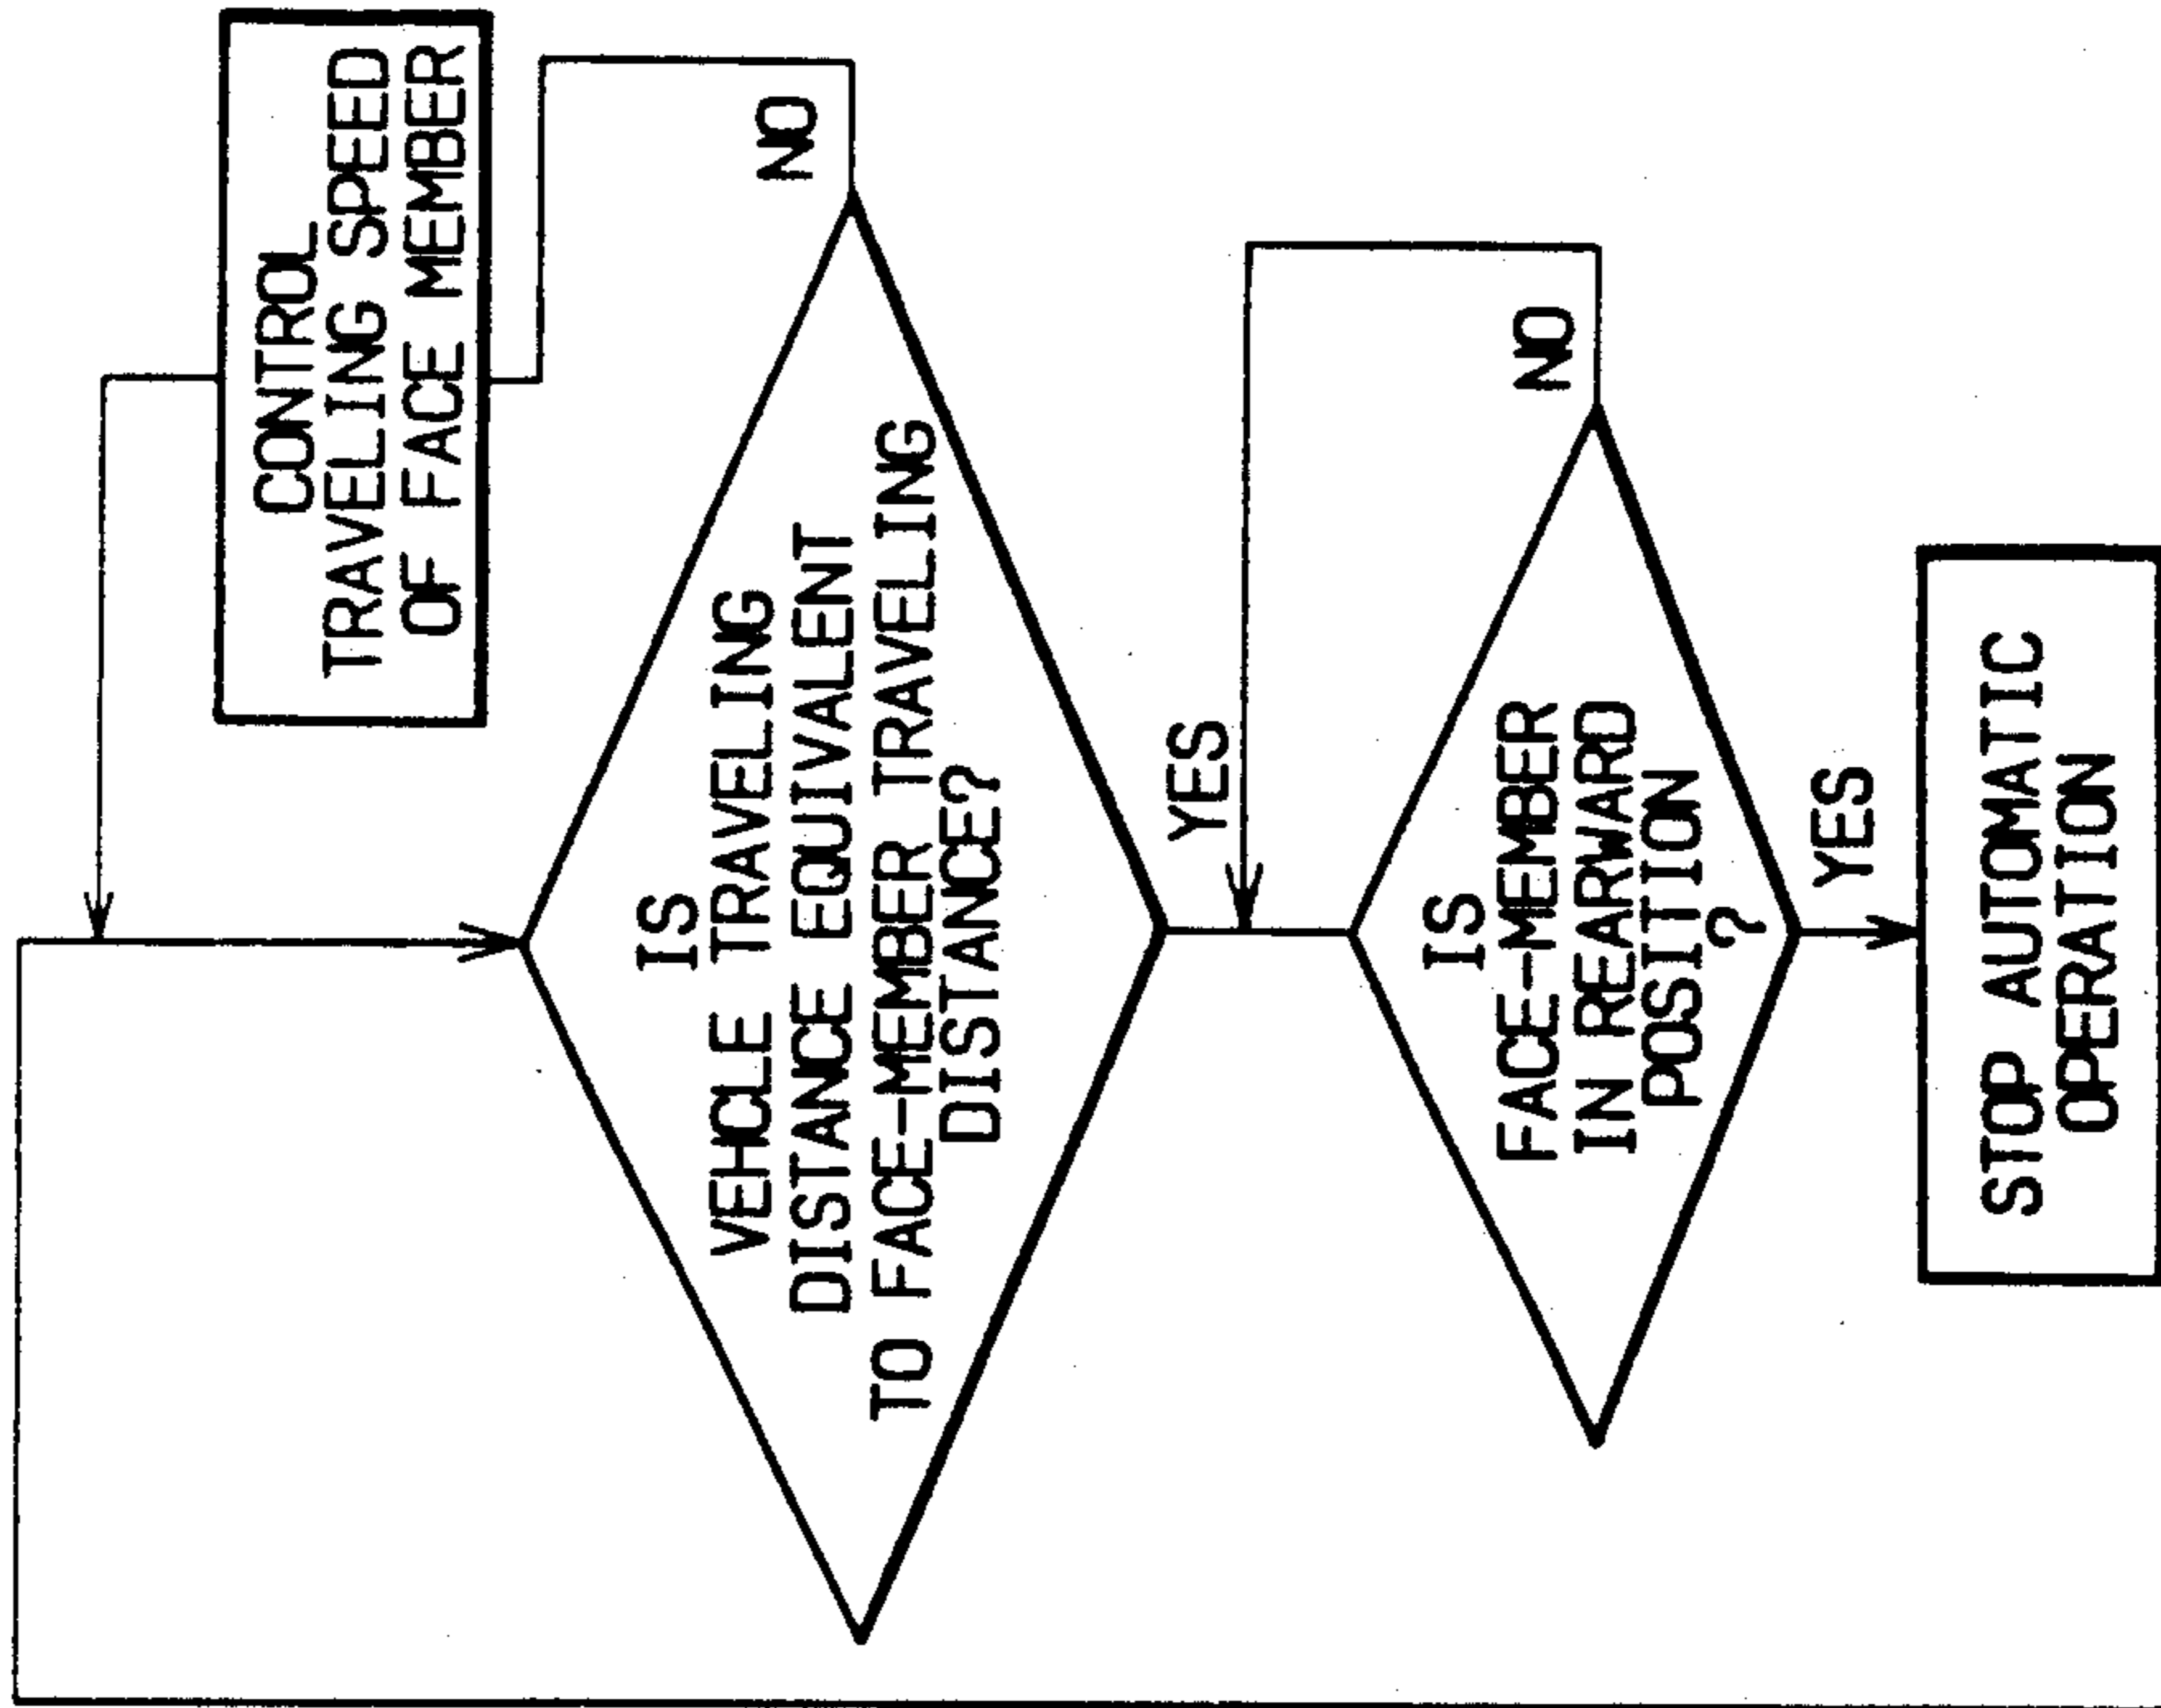 CONTROL
TRAVELING SPEED
OF FACE MEMBER
NO
IS
VEHCLE TRAVELING
DISTANCE EQUIVALENT
TO FACE-MEMBER TRAVELING
DISTANCE?
YES
NO
IS
FACE-MEMBER
IN REARWARD
POSITION
?
YES
STOP AUTOMATIC
OPERATION